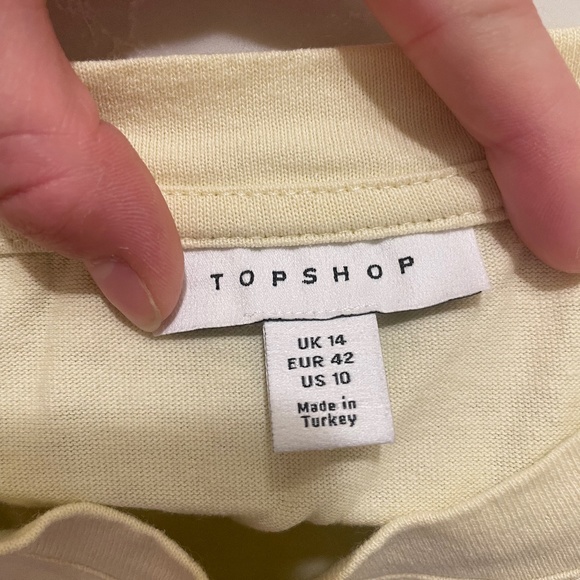 TOPSHOP
UK 14
EUR 42
US 10
Made in
Turkey